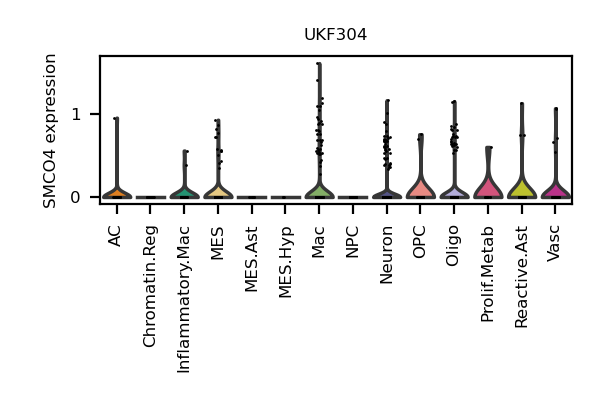 UKF304
SMCO4 expression
1
0
AC
Chromatin.Reg
Inflammatory.Mac
MES
MES.Ast
MES.Hyp
Mac
NPC
Neuron
OPC
Oligo
Prolif.Metab
Reactive.Ast
Vasc